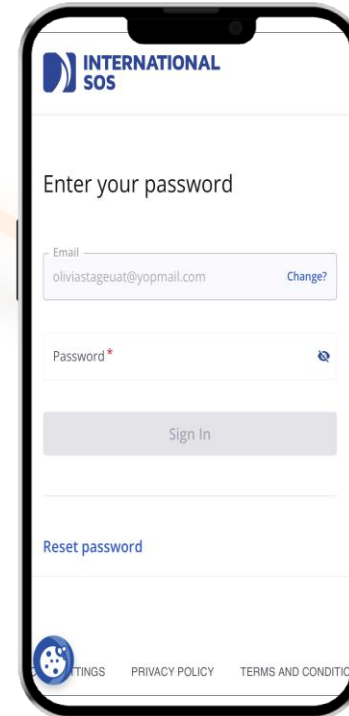 INTERNATIONAL
SOS
Enter your password
Email
oliviastageuat@yopmail.com Change?
Password *
Sign In
Reset password
TINGS PRIVACY POLICY TERMS AND CONDITIO